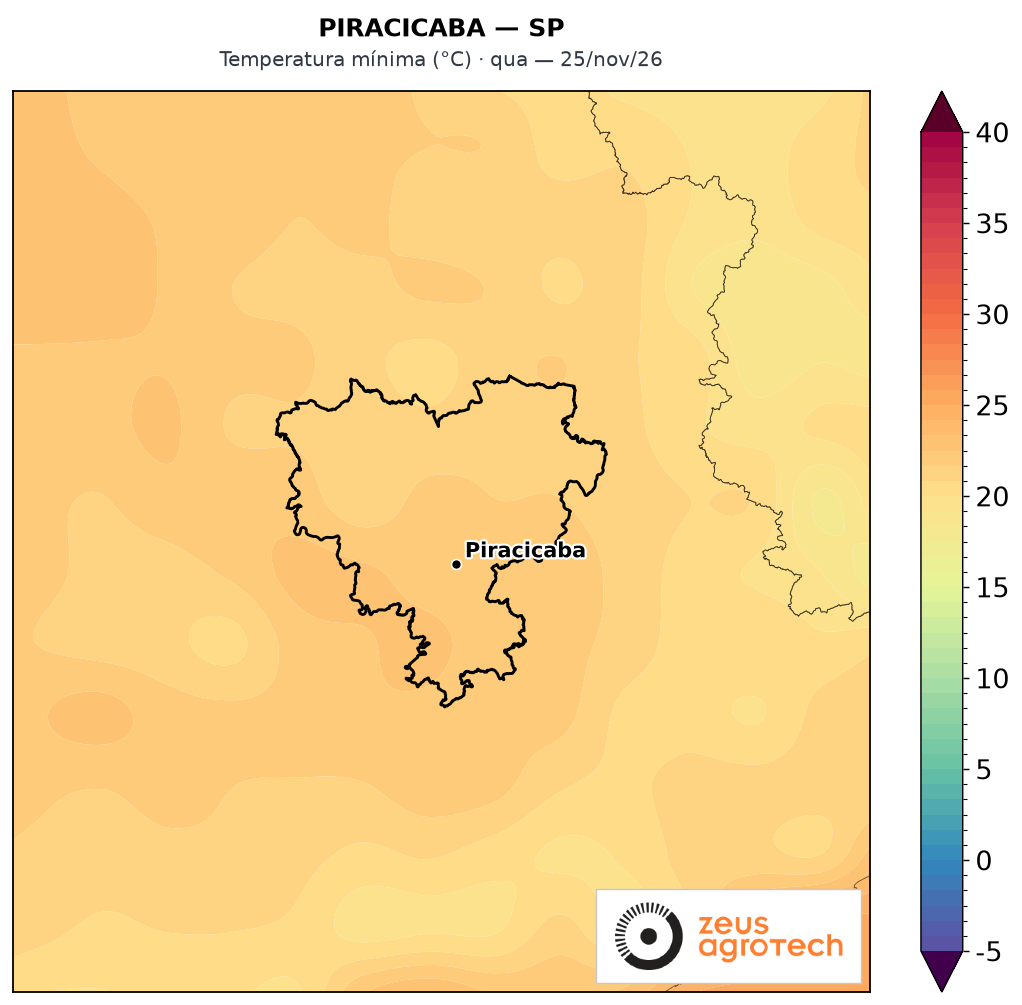 PIRACICABA — SP
Temperatura mínima (°C) · qua — 25/nov/26
40
35
30
25
20
15
10
5
0
-5
Piracicaba
zeus
agrotech